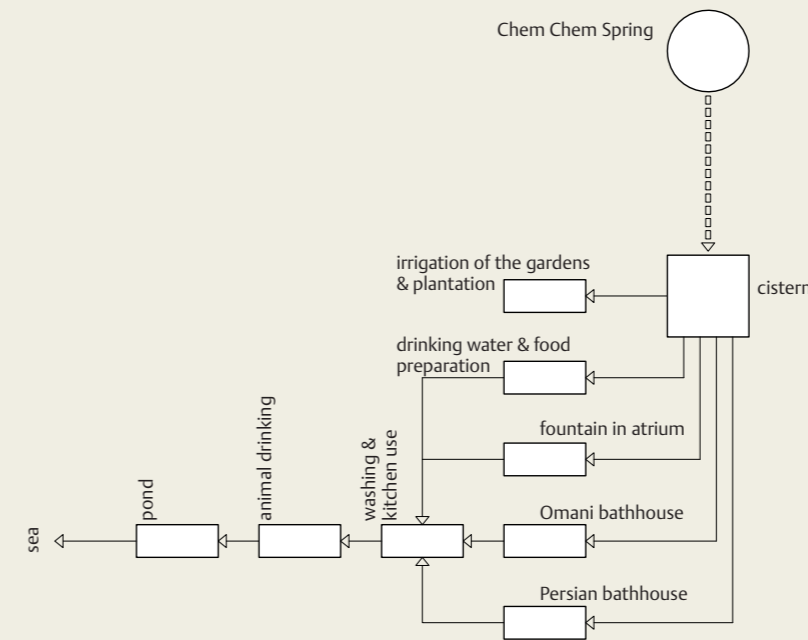 Chem Chem Spring
irrigation of the gardens
& plantation
cistern
drinking water & food
preparation
fountain in atrium
washing &
kitchen use
animal drinking
pond
sea
Omani bathhouse
Persian bathhouse